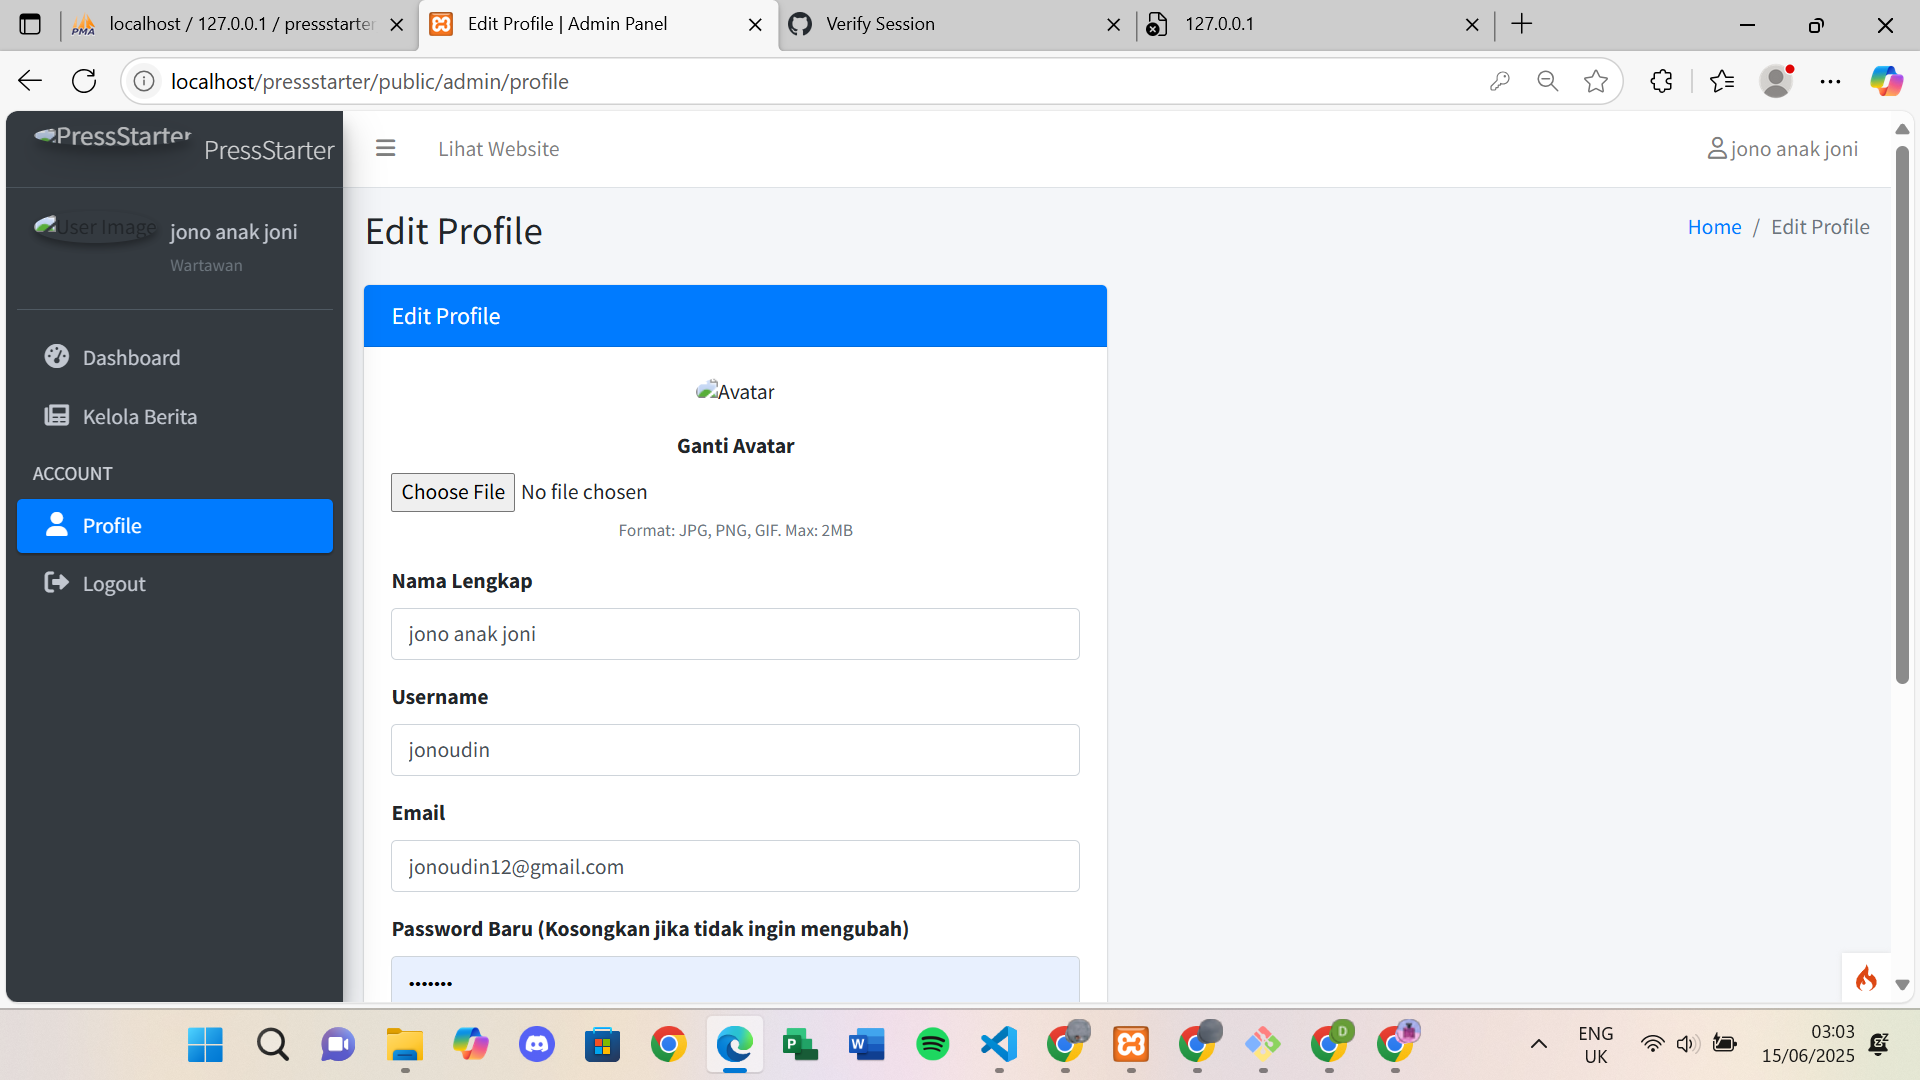 localhost / 127.0.0.1 / pressstarter
Edit Profile | Admin Panel
Verify Session
127.0.0.1
localhost/pressstarter/public/admin/profile
PressStarter
PressStarter
Lihat Website
jono anak joni
User Image
jono anak joni
Wartawan
Edit Profile
Home / Edit Profile
Dashboard
Kelola Berita
ACCOUNT
Profile
Logout
Edit Profile
Avatar
Ganti Avatar
Choose File No file chosen
Format: JPG, PNG, GIF. Max: 2MB
Nama Lengkap
jono anak joni
Username
jonoudin
Email
jonoudin12@gmail.com
Password Baru (Kosongkan jika tidak ingin mengubah)
•••••••
ENG
UK
03:03
15/06/2025